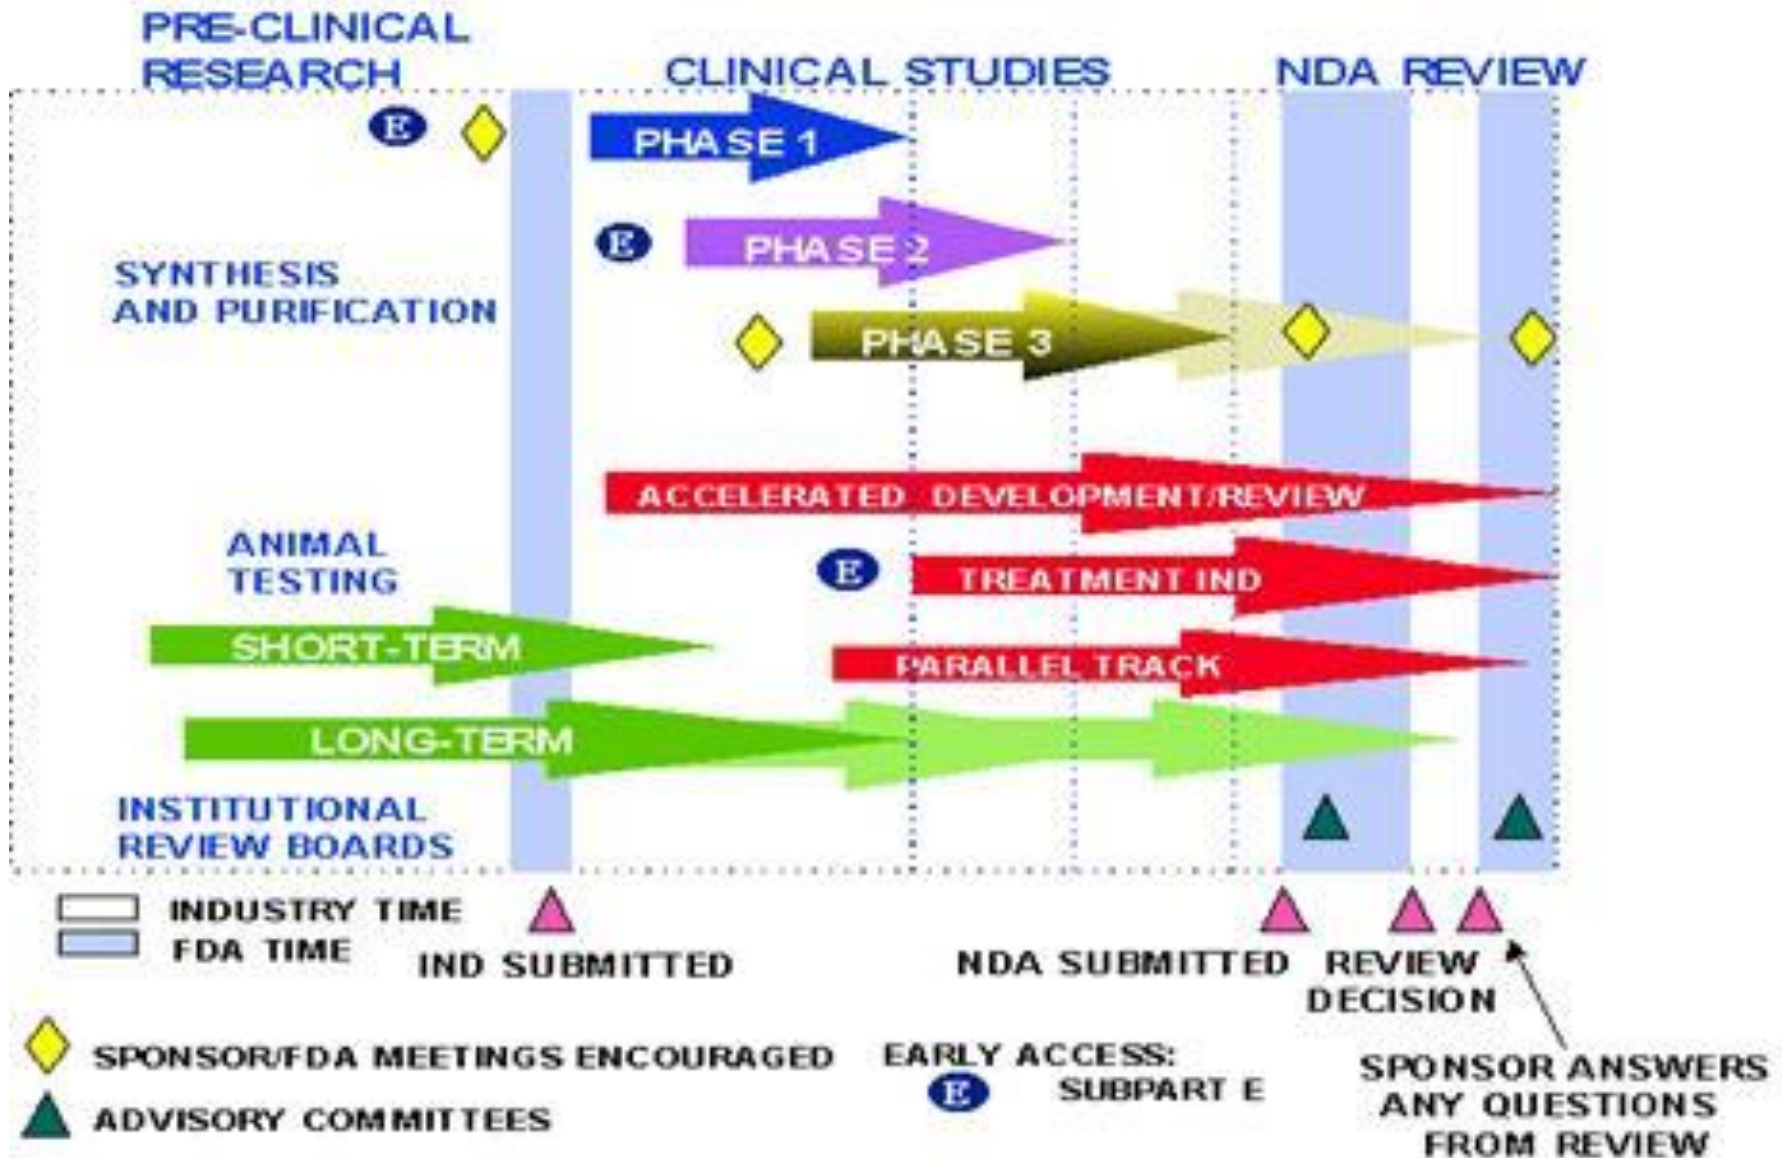 PRE-CLINICAL
RESEARCH
CLINICAL STUDIES
NDA REVIEW
E
PHASE 1
E
PHASE 2
SYNTHESIS
AND PURIFICATION
PHASE 3
ACCELERATED DEVELOPMENT/REVIEW
ANIMAL
TESTING
E
TREATMENT IND
SHORT-TERM
PARALLEL TRACK
LONG-TERM
INSTITUTIONAL
REVIEW BOARDS
INDUSTRY TIME
FDA TIME
IND SUBMITTED
NDA SUBMITTED
REVIEW
DECISION
SPONSOR/FDA MEETINGS ENCOURAGED
EARLY ACCESS:
E SUBPART E
ADVISORY COMMITTEES
SPONSOR ANSWERS
ANY QUESTIONS
FROM REVIEW